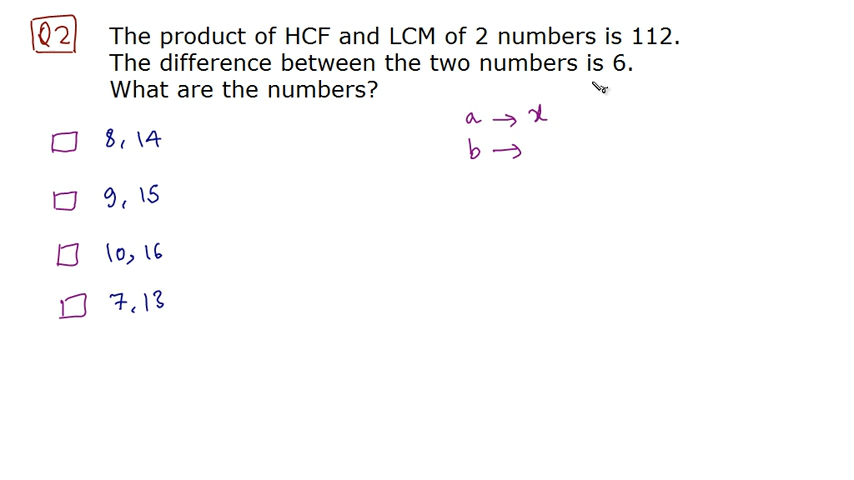 Q2
The product of HCF and LCM of 2 numbers is 112.
The difference between the two numbers is 6.
What are the numbers?
a → x
b →
8, 14
9, 15
10, 16
7, 13